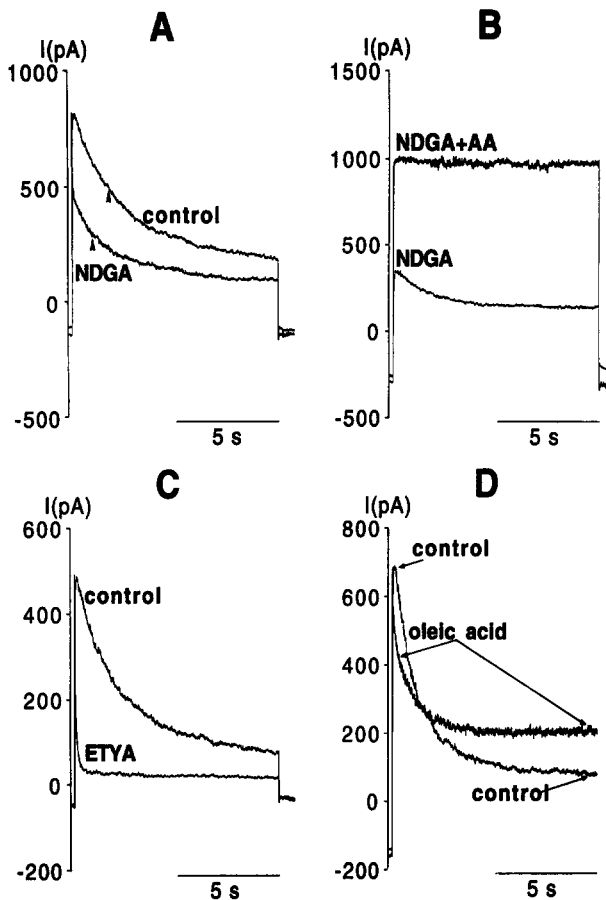 A
I(pA)
1000
500
0
-500
control
NDGA
5 s
B
I(pA)
1500
1000
500
0
-500
NDGA+AA
NDGA
5 s
C
I(pA)
600
400
200
0
-200
control
ETYA
5 s
D
I(pA)
800
600
400
200
0
-200
control
oleic acid
control
5 s